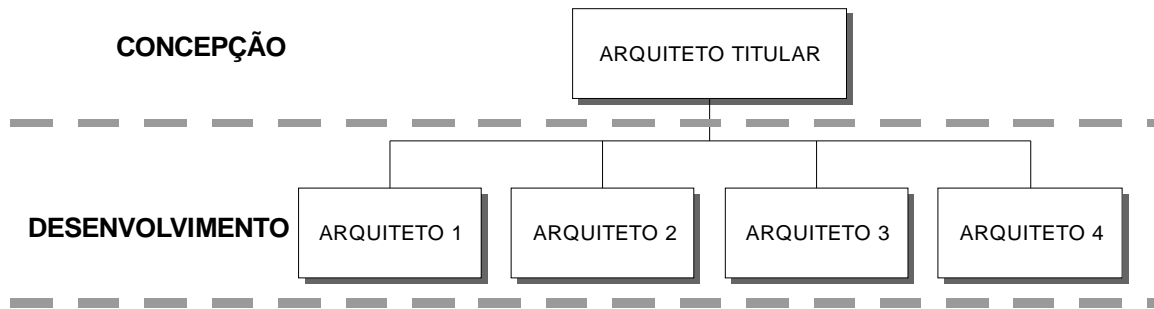 CONCEPÇÃO
ARQUITETO TITULAR
DESENVOLVIMENTO
ARQUITETO 1
ARQUITETO 2
ARQUITETO 3
ARQUITETO 4